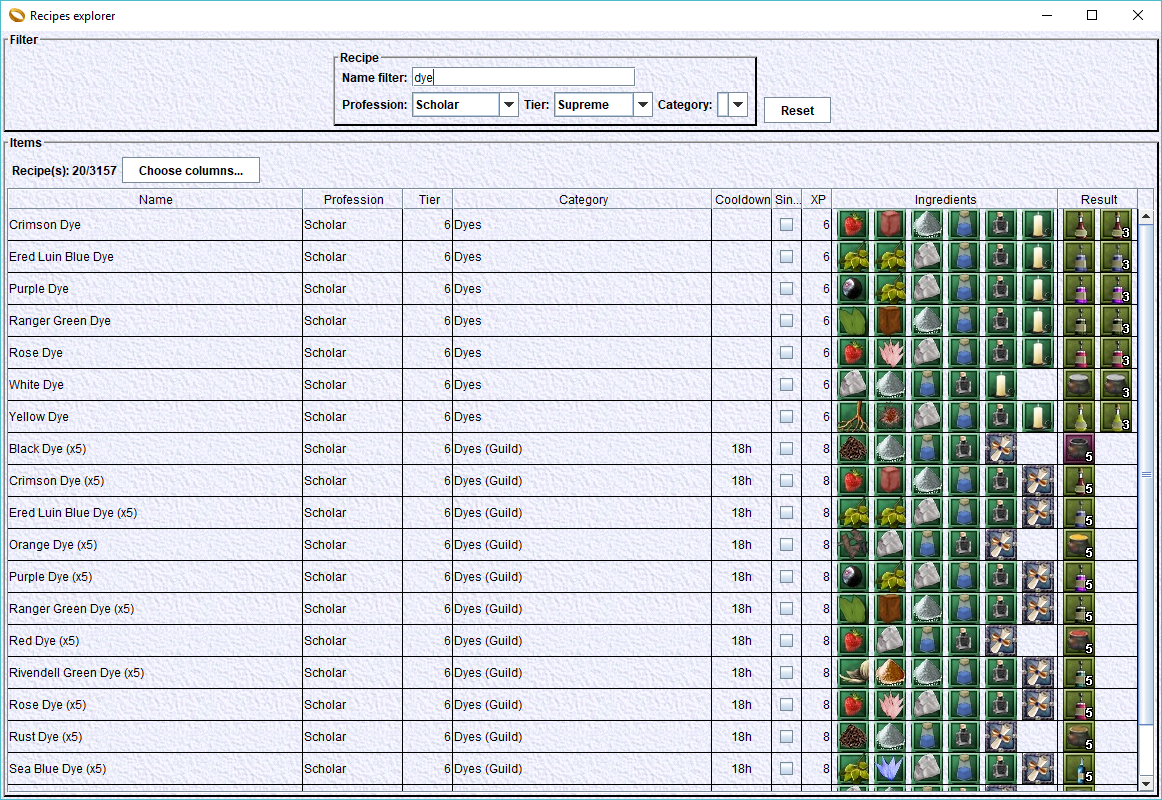 Recipes explorer
Filter
Recipe
Name filter: dye
Profession: Scholar Tier: Supreme Category:
Reset
Items
Recipe(s): 20/3157 Choose columns...
Name Profession Tier Category Cooldown Sin... XP Ingredients Result
Crimson Dye Scholar 6 Dyes 6 3
Ered Luin Blue Dye Scholar 6 Dyes 6 3
Purple Dye Scholar 6 Dyes 6 3
Ranger Green Dye Scholar 6 Dyes 6 3
Rose Dye Scholar 6 Dyes 6 3
White Dye Scholar 6 Dyes 6 3
Yellow Dye Scholar 6 Dyes 6 3
Black Dye (x5) Scholar 6 Dyes (Guild) 18h 8 5
Crimson Dye (x5) Scholar 6 Dyes (Guild) 18h 8 5
Ered Luin Blue Dye (x5) Scholar 6 Dyes (Guild) 18h 8 5
Orange Dye (x5) Scholar 6 Dyes (Guild) 18h 8 5
Purple Dye (x5) Scholar 6 Dyes (Guild) 18h 8 5
Ranger Green Dye (x5) Scholar 6 Dyes (Guild) 18h 8 5
Red Dye (x5) Scholar 6 Dyes (Guild) 18h 8 5
Rivendell Green Dye (x5) Scholar 6 Dyes (Guild) 18h 8 5
Rose Dye (x5) Scholar 6 Dyes (Guild) 18h 8 5
Rust Dye (x5) Scholar 6 Dyes (Guild) 18h 8 5
Sea Blue Dye (x5) Scholar 6 Dyes (Guild) 18h 8 5